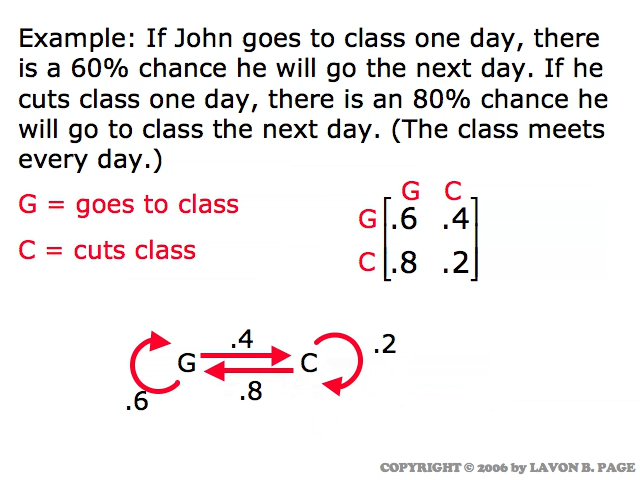 Example: If John goes to class one day, there
is a 60% chance he will go the next day. If he
cuts class one day, there is an 80% chance he
will go to class the next day. (The class meets
every day.)
G C
G = goes to class
G .6 .4
C = cuts class
C .8 .2
.4
.2
G C
.8
.6
COPYRIGHT © 2006 by LAVON B. PAGE